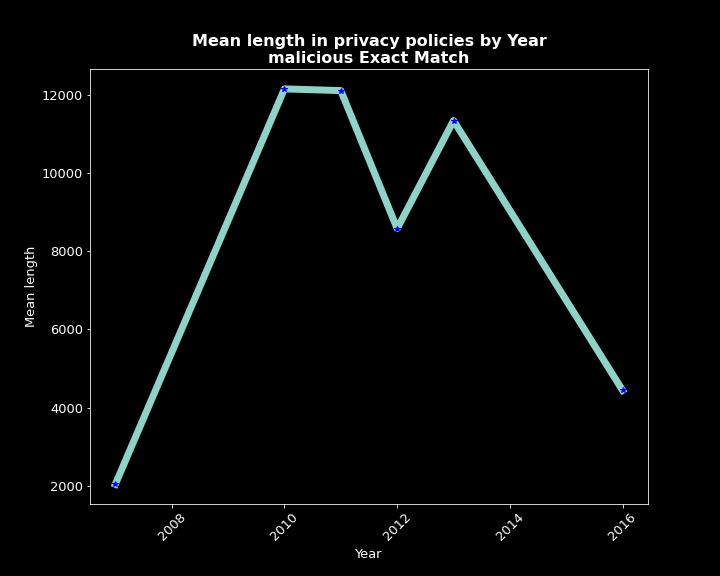 Mean length in privacy policies by Year
malicious Exact Match
12000
10000
8000
6000
4000
2000
Mean length
2008
2010
2012
2014
2016
Year